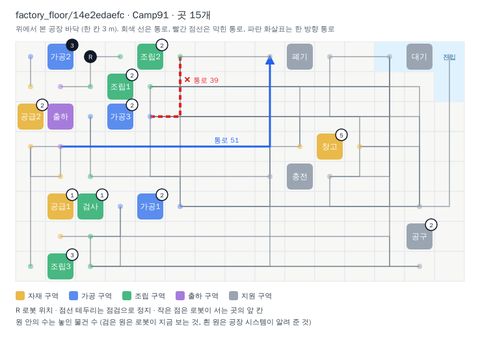 factory_floor/14e2edaefc · Camp91 · 곳 15개
위에서 본 공장 바닥 (한 칸 3 m). 회색 선은 통로, 빨간 점선은 막힌 통로, 파란 화살표는 한 방향 통로
가공2 3 R 조립2 2 폐기 대기 진입
조립1 2 ✕ 통로 39
공급2 2 출하 가공3 2
통로 51 창고 5
충전
공급1 1 검사 1 가공1 2
공구 2
조립3 3
자재 구역 가공 구역 조립 구역 출하 구역 지원 구역
R 로봇 위치 · 점선 테두리는 점검으로 정지 · 작은 점은 로봇이 서는 곳의 앞 칸
원 안의 수는 놓인 물건 수 (검은 원은 로봇이 지금 보는 것, 흰 원은 공장 시스템이 알려 준 것)